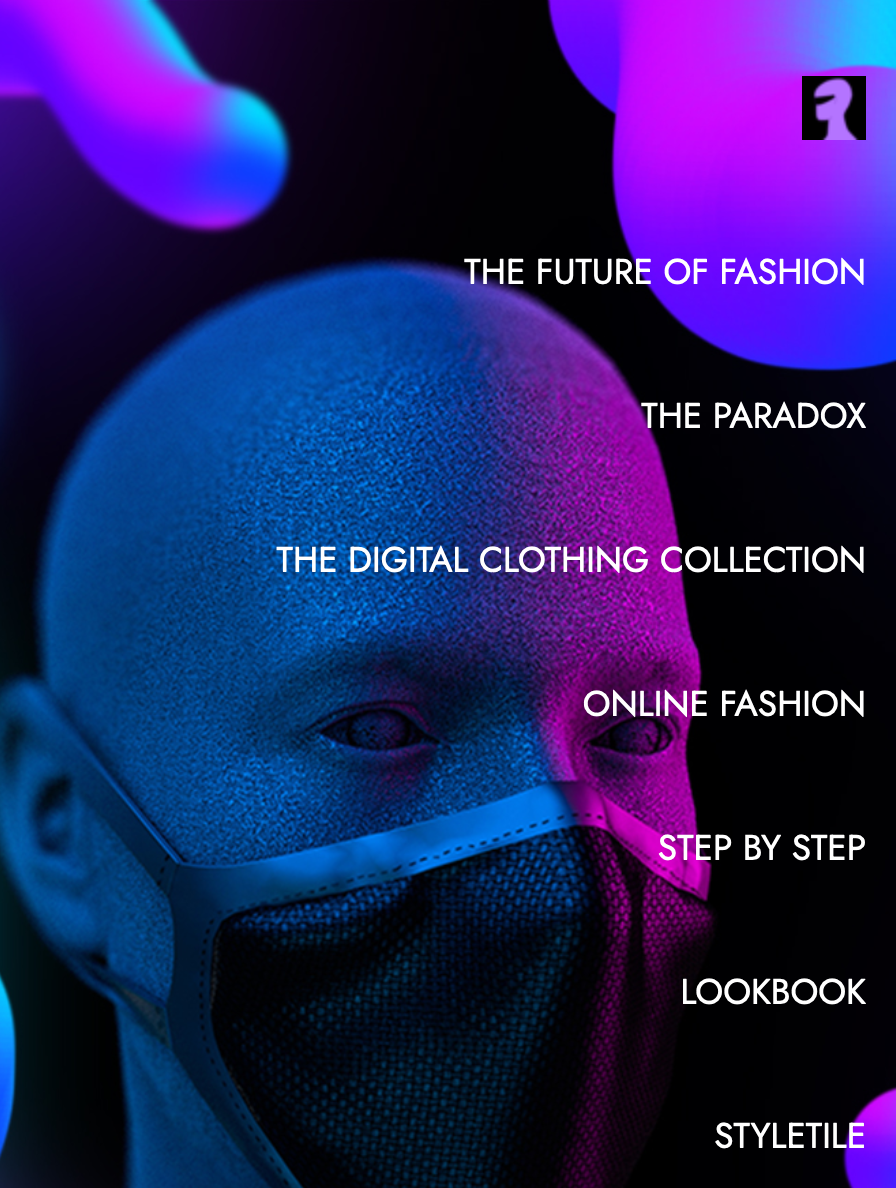 THE FUTURE OF FASHION
THE PARADOX
THE DIGITAL CLOTHING COLLECTION
ONLINE FASHION
STEP BY STEP
LOOKBOOK
STYLETILE